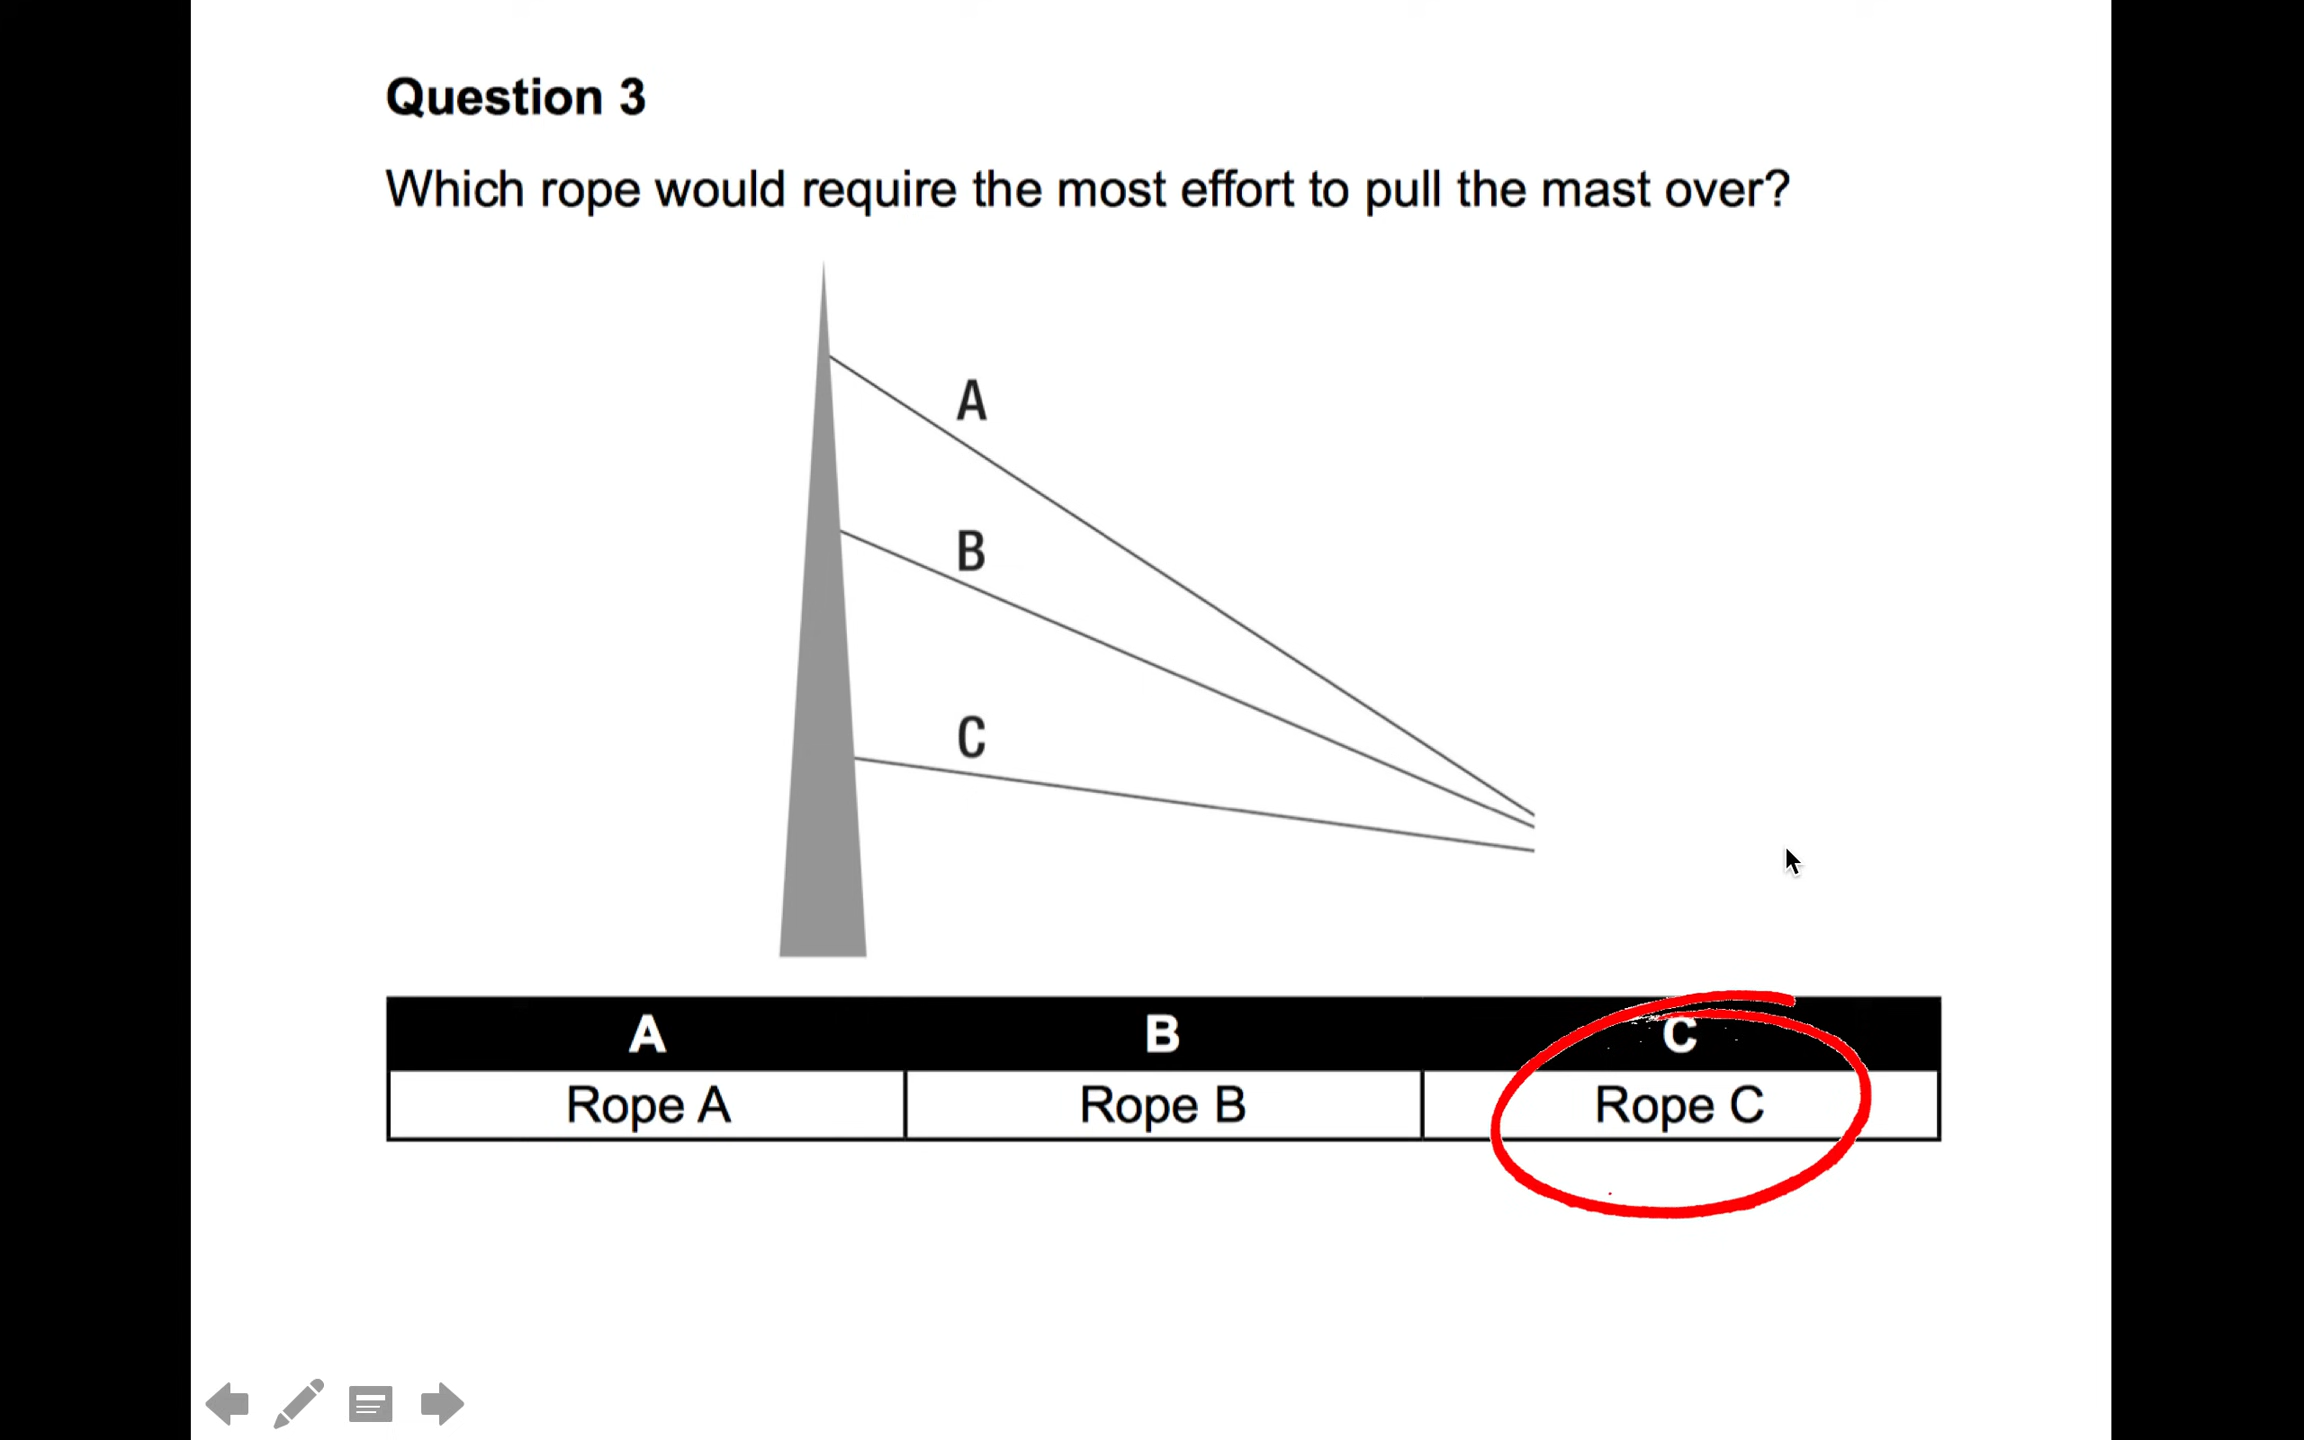 Question 3
Which rope would require the most effort to pull the mast over?
A
B
C
A B C
Rope A Rope B Rope C